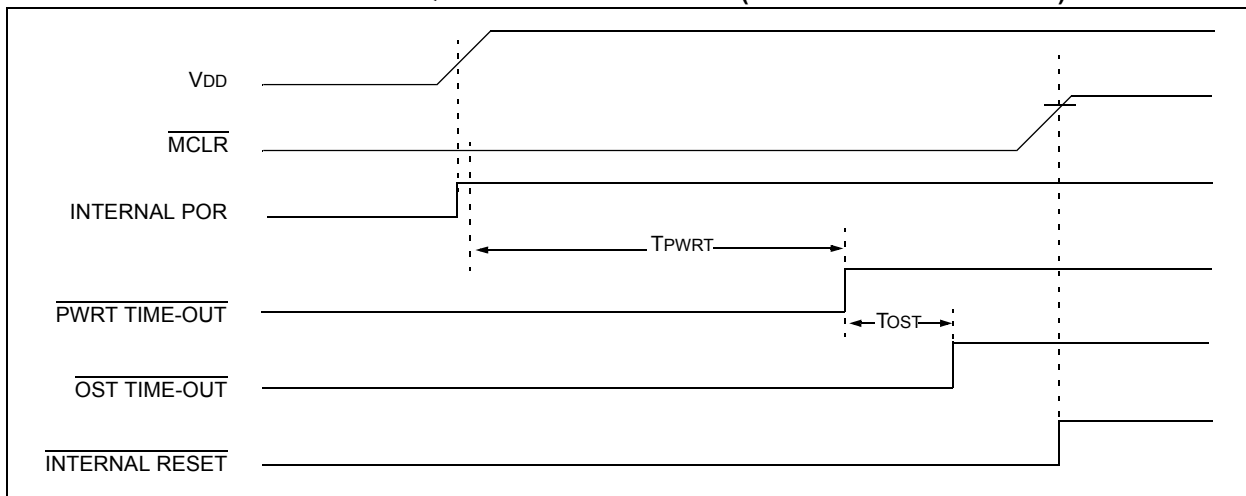 VDD
MCLR
INTERNAL POR
TPWRT
PWRT TIME-OUT
TOST
OST TIME-OUT
INTERNAL RESET